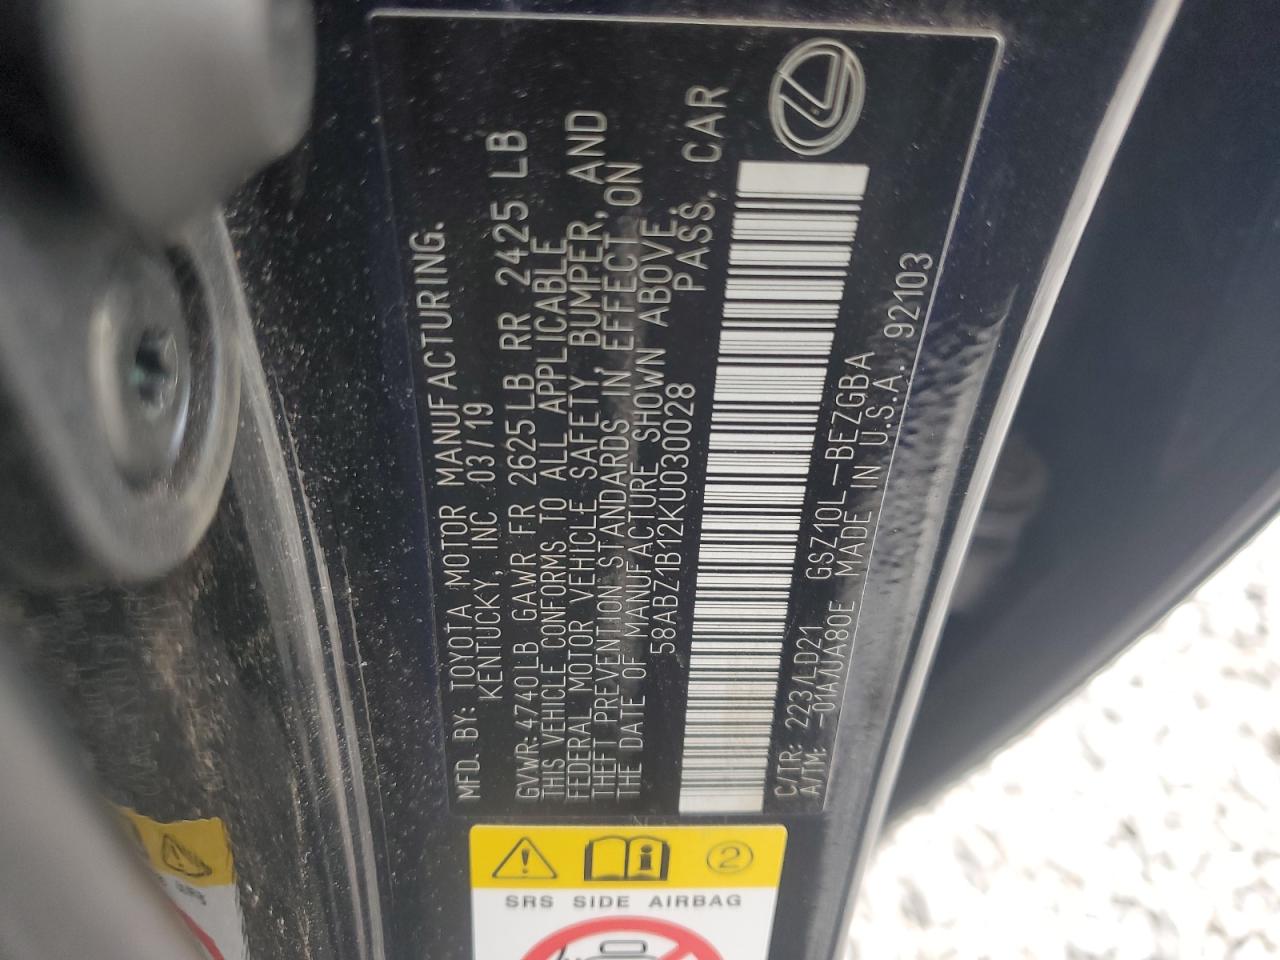 MFD. BY: TOYOTA MOTOR MANUFACTURING.
KENTUCKY, INC 03/19
GVWR: 4740LB GAWR FR 2625LB RR 2425 LB
THIS VEHICLE CONFORMS TO ALL APPLICABLE
FEDERAL MOTOR VEHICLE SAFETY, BUMPER, AND
THEFT PREVENTION STANDARDS IN EFFECT ON
THE DATE OF MANUFACTURE SHOWN ABOVE.
58ABZ1B12KU030028 PASS. CAR
C/TR: 223/LD21 GSZ10L-BEZGBA
A/TM: -01A/UA80E MADE IN U.S.A. 92103
2
SRS SIDE AIRBAG